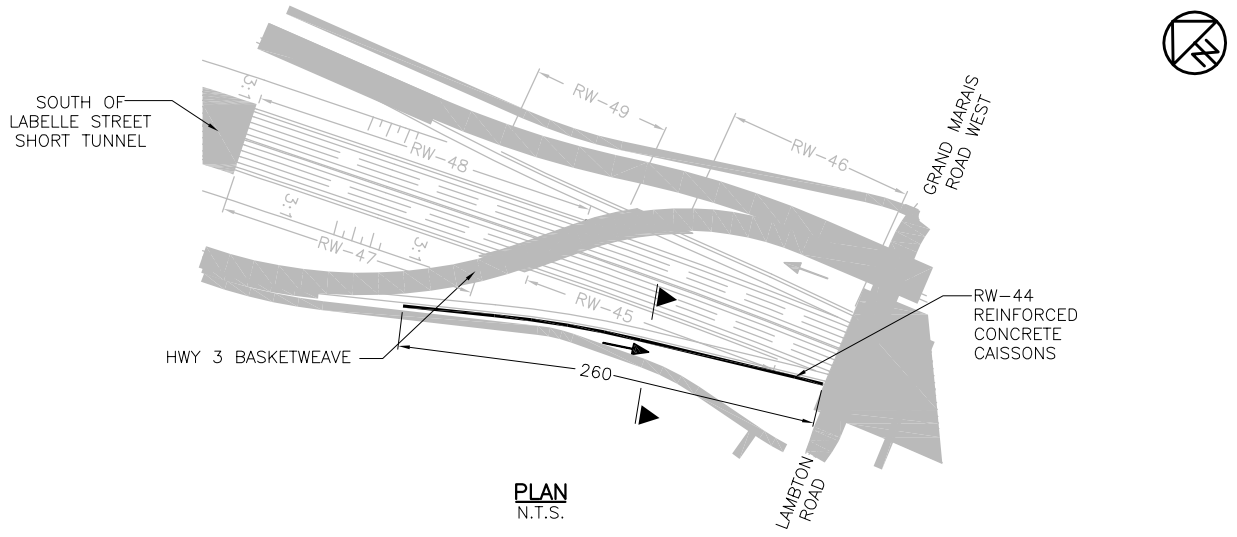 SOUTH OF
LABELLE STREET
SHORT TUNNEL
3:1
RW-49
RW-48
RW-46
GRAND MARAIS
ROAD WEST
N
3:1
RW-47
3:1
RW-45
RW-44
REINFORCED
CONCRETE
CAISSONS
HWY 3 BASKETWEAVE
260
LAMBTON
ROAD
PLAN
N.T.S.